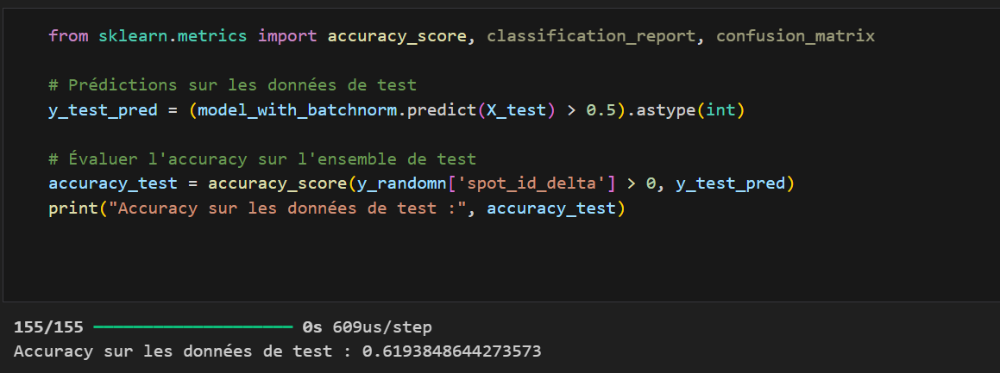 from sklearn.metrics import accuracy_score, classification_report, confusion_matrix
# Prédictions sur les données de test
y_test_pred = (model_with_batchnorm.predict(X_test) > 0.5).astype(int)
# Évaluer l'accuracy sur l'ensemble de test
accuracy_test = accuracy_score(y_randomn['spot_id_delta'] > 0, y_test_pred)
print("Accuracy sur les données de test :", accuracy_test)
155/155 0s 609us/step
Accuracy sur les données de test : 0.6193848644273573